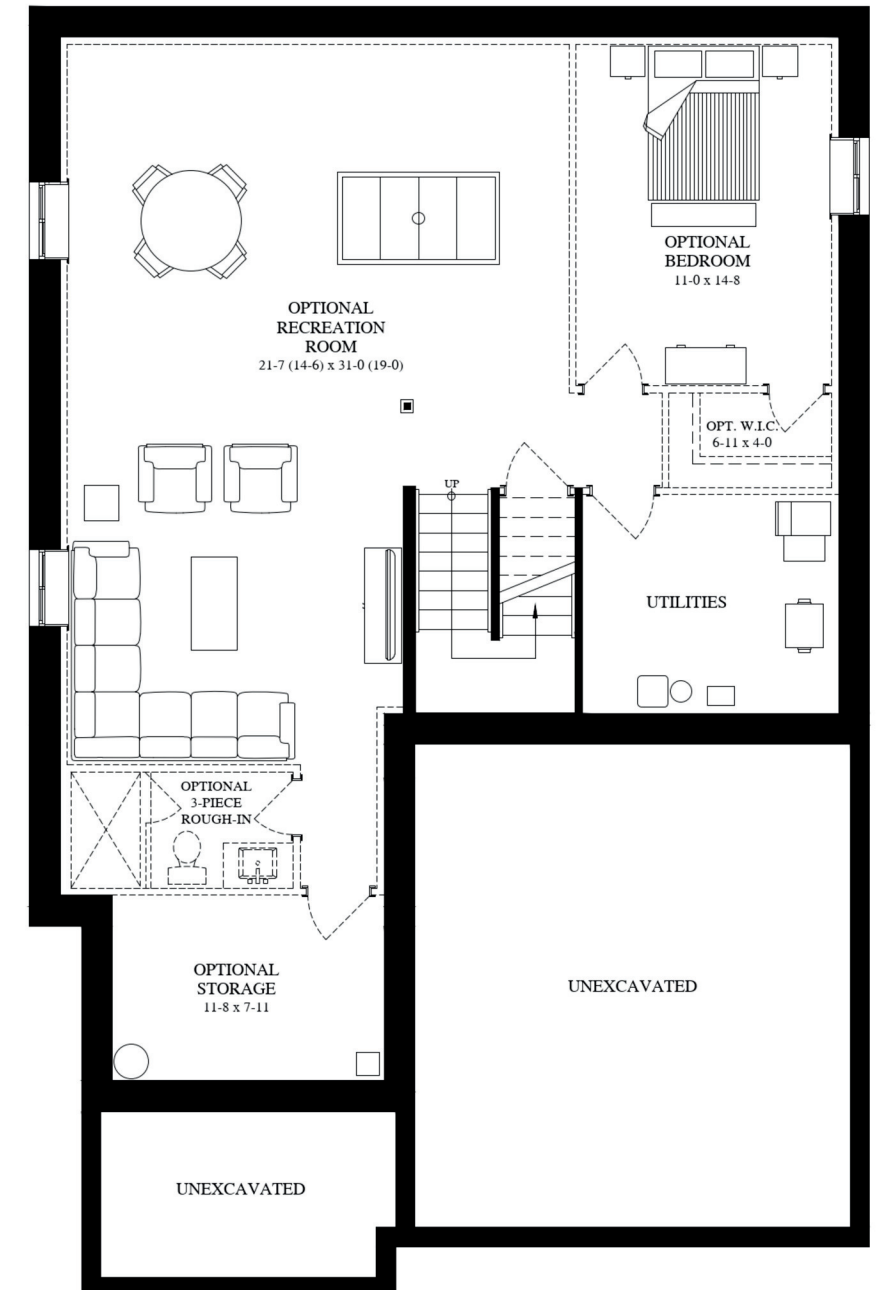 OPTIONAL
BEDROOM
11-0 x 14-8
OPTIONAL
RECREATION
ROOM
21-7 (14-6) x 31-0 (19-0)
OPT. W.I.C.
6-11 x 4-0
UP
UTILITIES
OPTIONAL
3-PIECE
ROUGH-IN
OPTIONAL
STORAGE
11-8 x 7-11
UNEXCAVATED
UNEXCAVATED